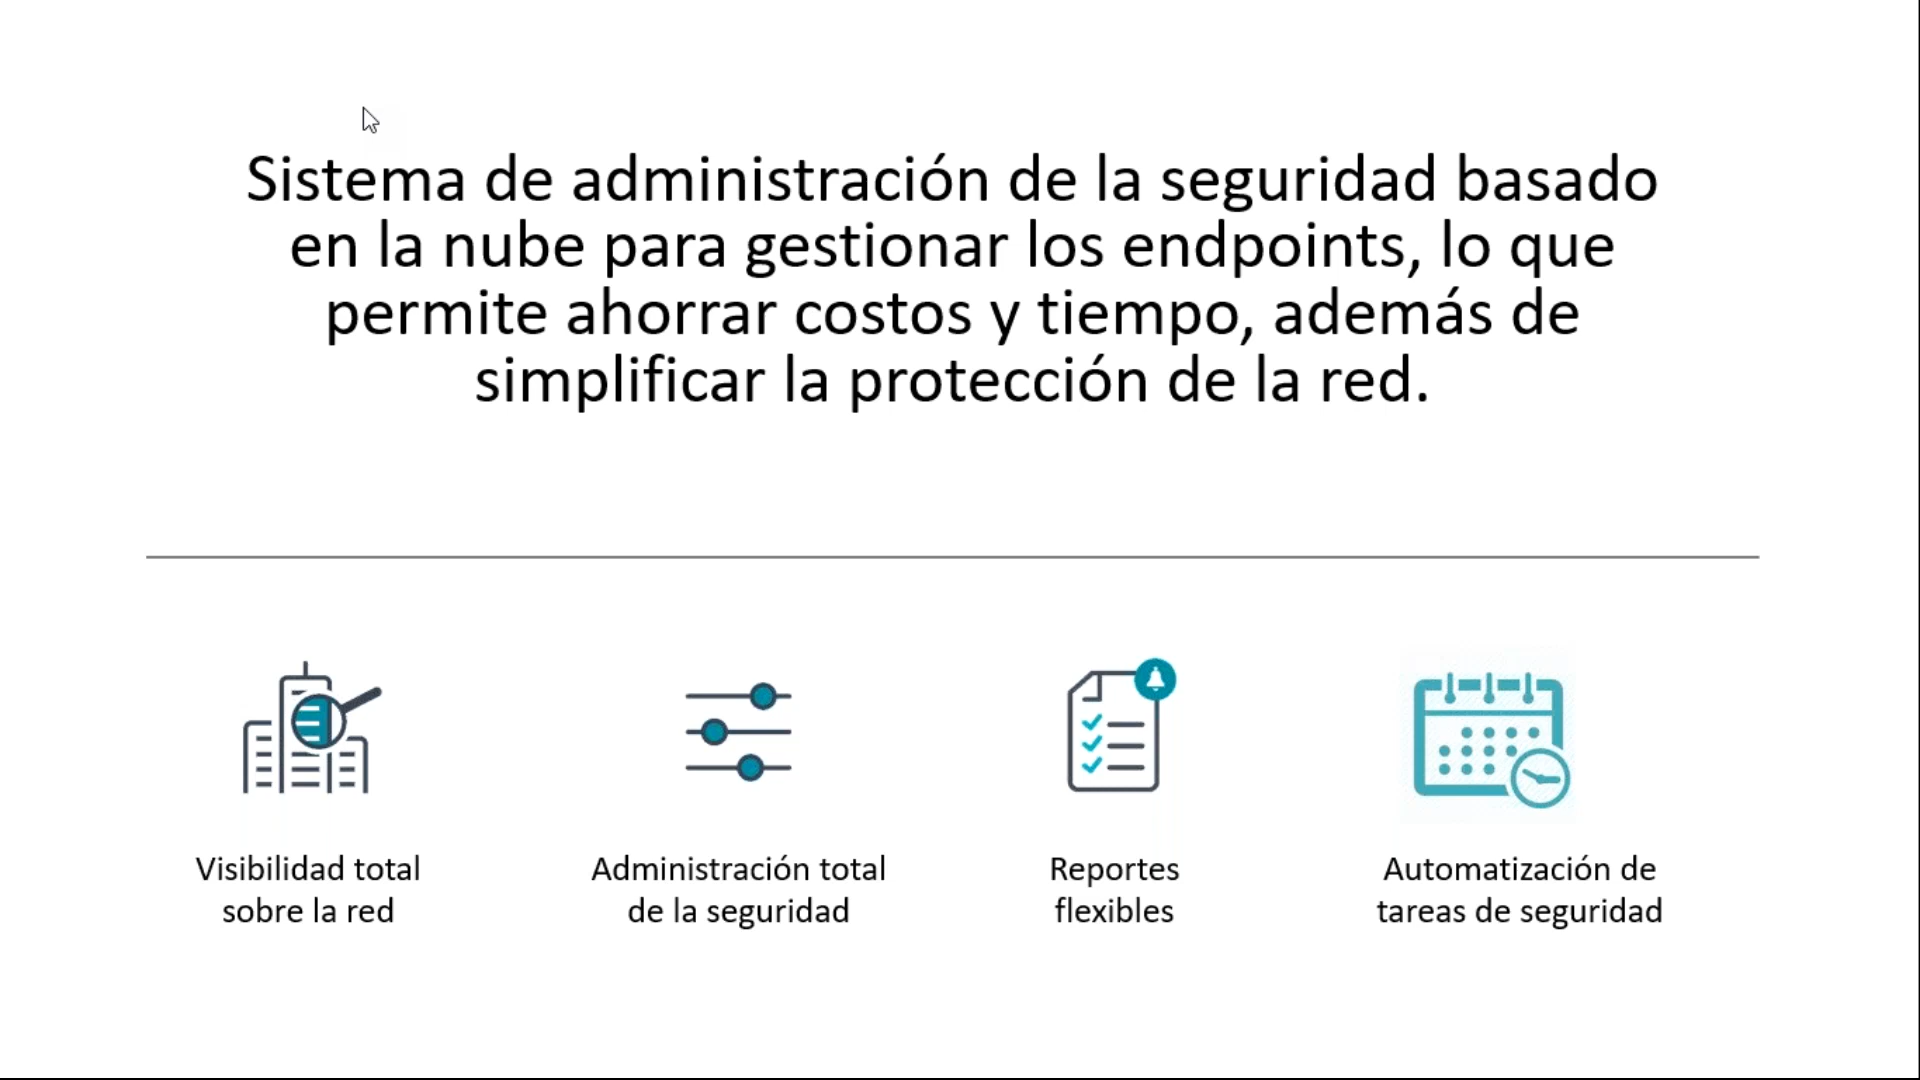 Sistema de administración de la seguridad basado
en la nube para gestionar los endpoints, lo que
permite ahorrar costos y tiempo, además de
simplificar la protección de la red.
Visibilidad total
sobre la red
Administración total
de la seguridad
Reportes
flexibles
Automatización de
tareas de seguridad